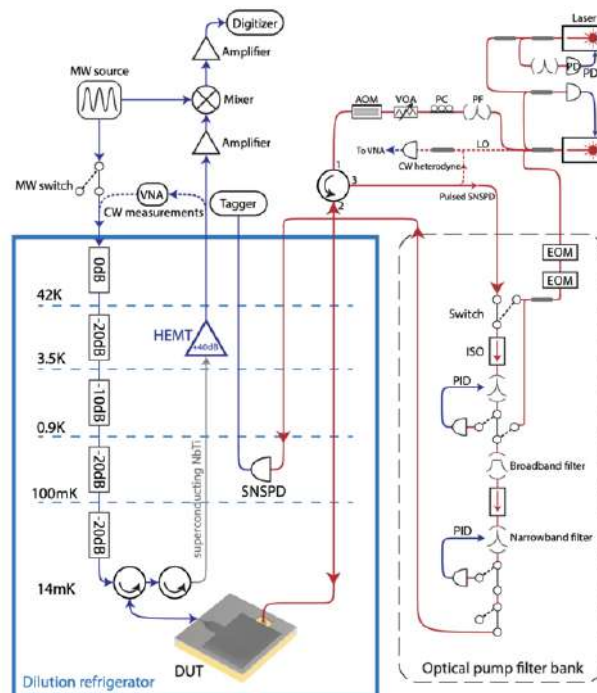 Digitizer
Amplifier
MW source
Mixer
Amplifier
MW switch
VNA
CW measurements
Tagger
Laser
PD
PD
AOM
VOA
PC
PF
To VNA
LO
CW heterodyne
1
3
2
Pulsed SNSPD
0dB
42K
-20dB
HEMT
+40dB
3.5K
-10dB
0.9K
-20dB
SNSPD
100mK
superconducting NbTi
-20dB
14mK
DUT
Dilution refrigerator
EOM
EOM
Switch
ISO
PID
Broadband filter
PID
Narrowband filter
Optical pump filter bank